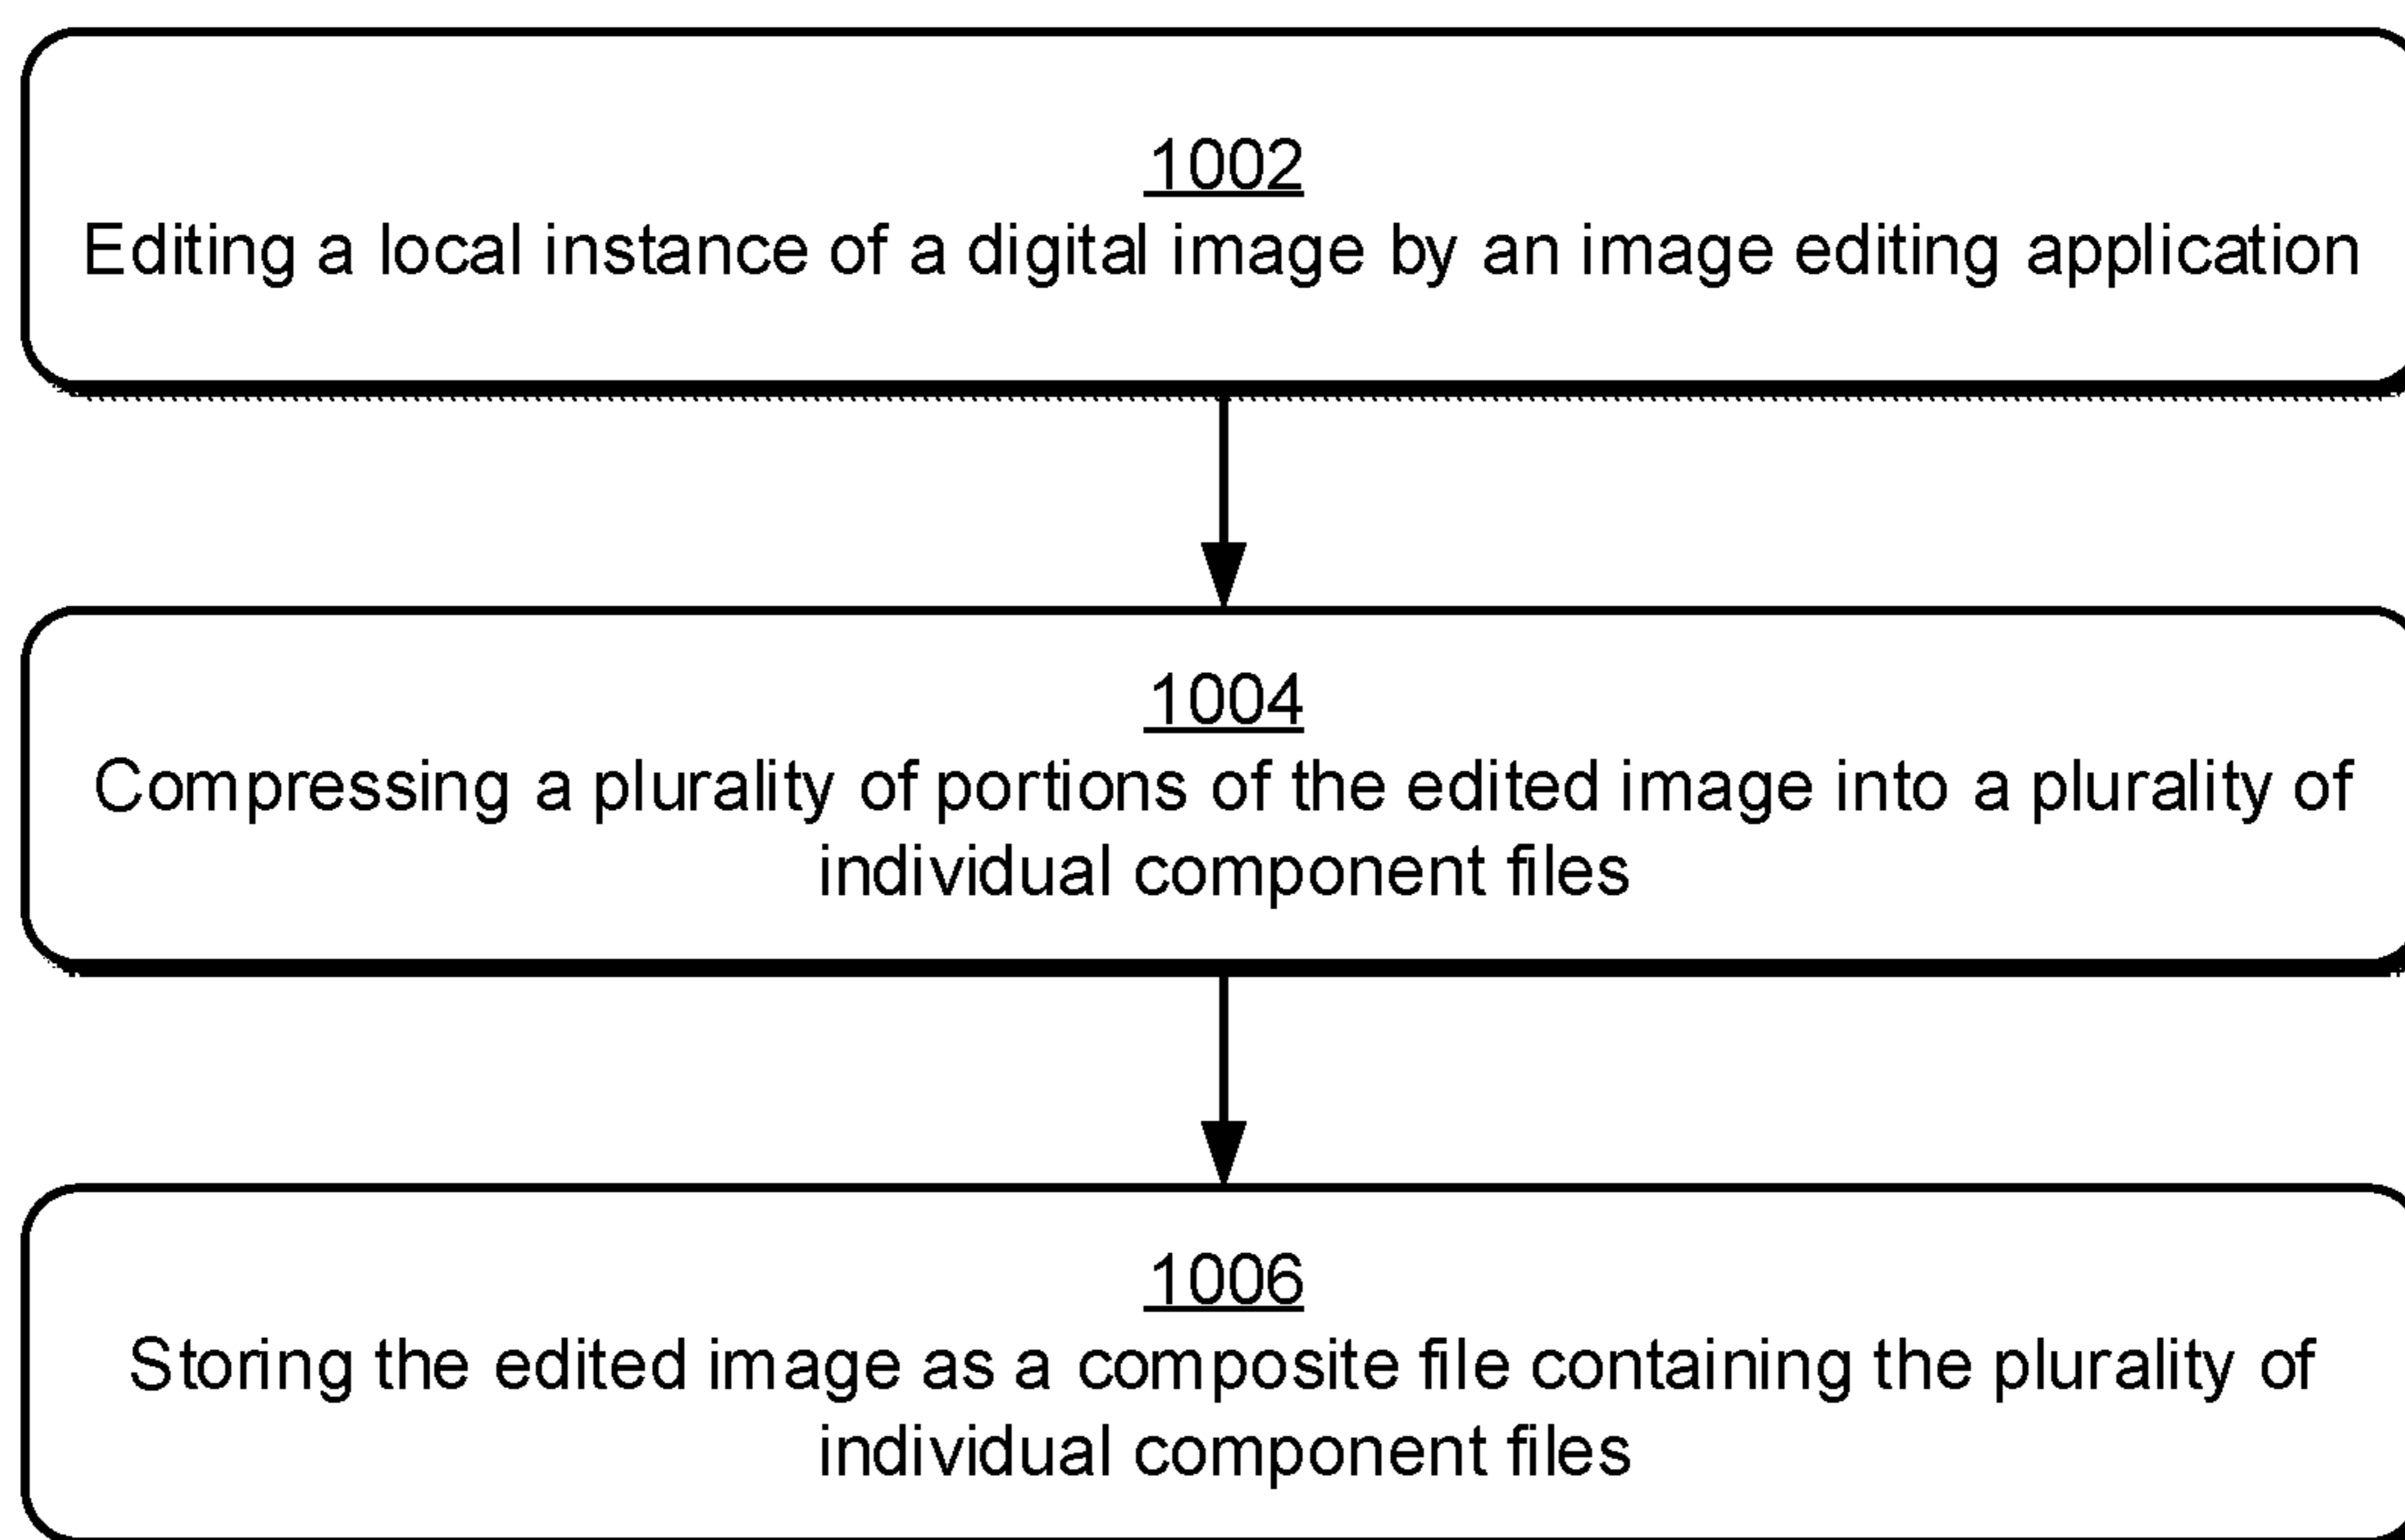 1002
Editing a local instance of a digital image by an image editing application
1004
Compressing a plurality of portions of the edited image into a plurality of
individual component files
1006
Storing the edited image as a composite file containing the plurality of
individual component files